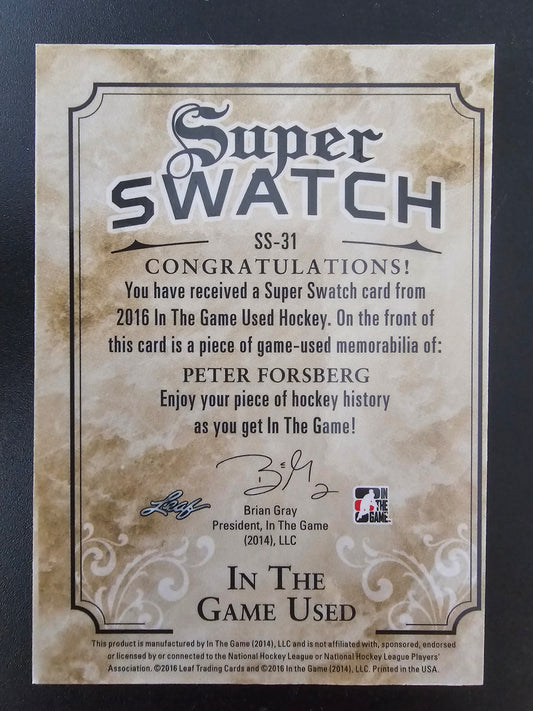 Super
SWATCH
SS-31
CONGRATULATIONS!
You have received a Super Swatch card from
2016 In The Game Used Hockey. On the front of
this card is a piece of game-used memorabilia of:
PETER FORSBERG
Enjoy your piece of hockey history
as you get In The Game!
Leaf
Brian Gray
President, In The Game
(2014), LLC
IN
THE
GAME
IN THE
GAME USED
This product is manufactured by In The Game (2014), LLC and is not affiliated with, sponsored, endorsed
or licensed by or connected to the National Hockey League or National Hockey League Players'
Association. ©2016 Leaf Trading Cards and ©2016 In the Game (2014), LLC. Printed in the USA.